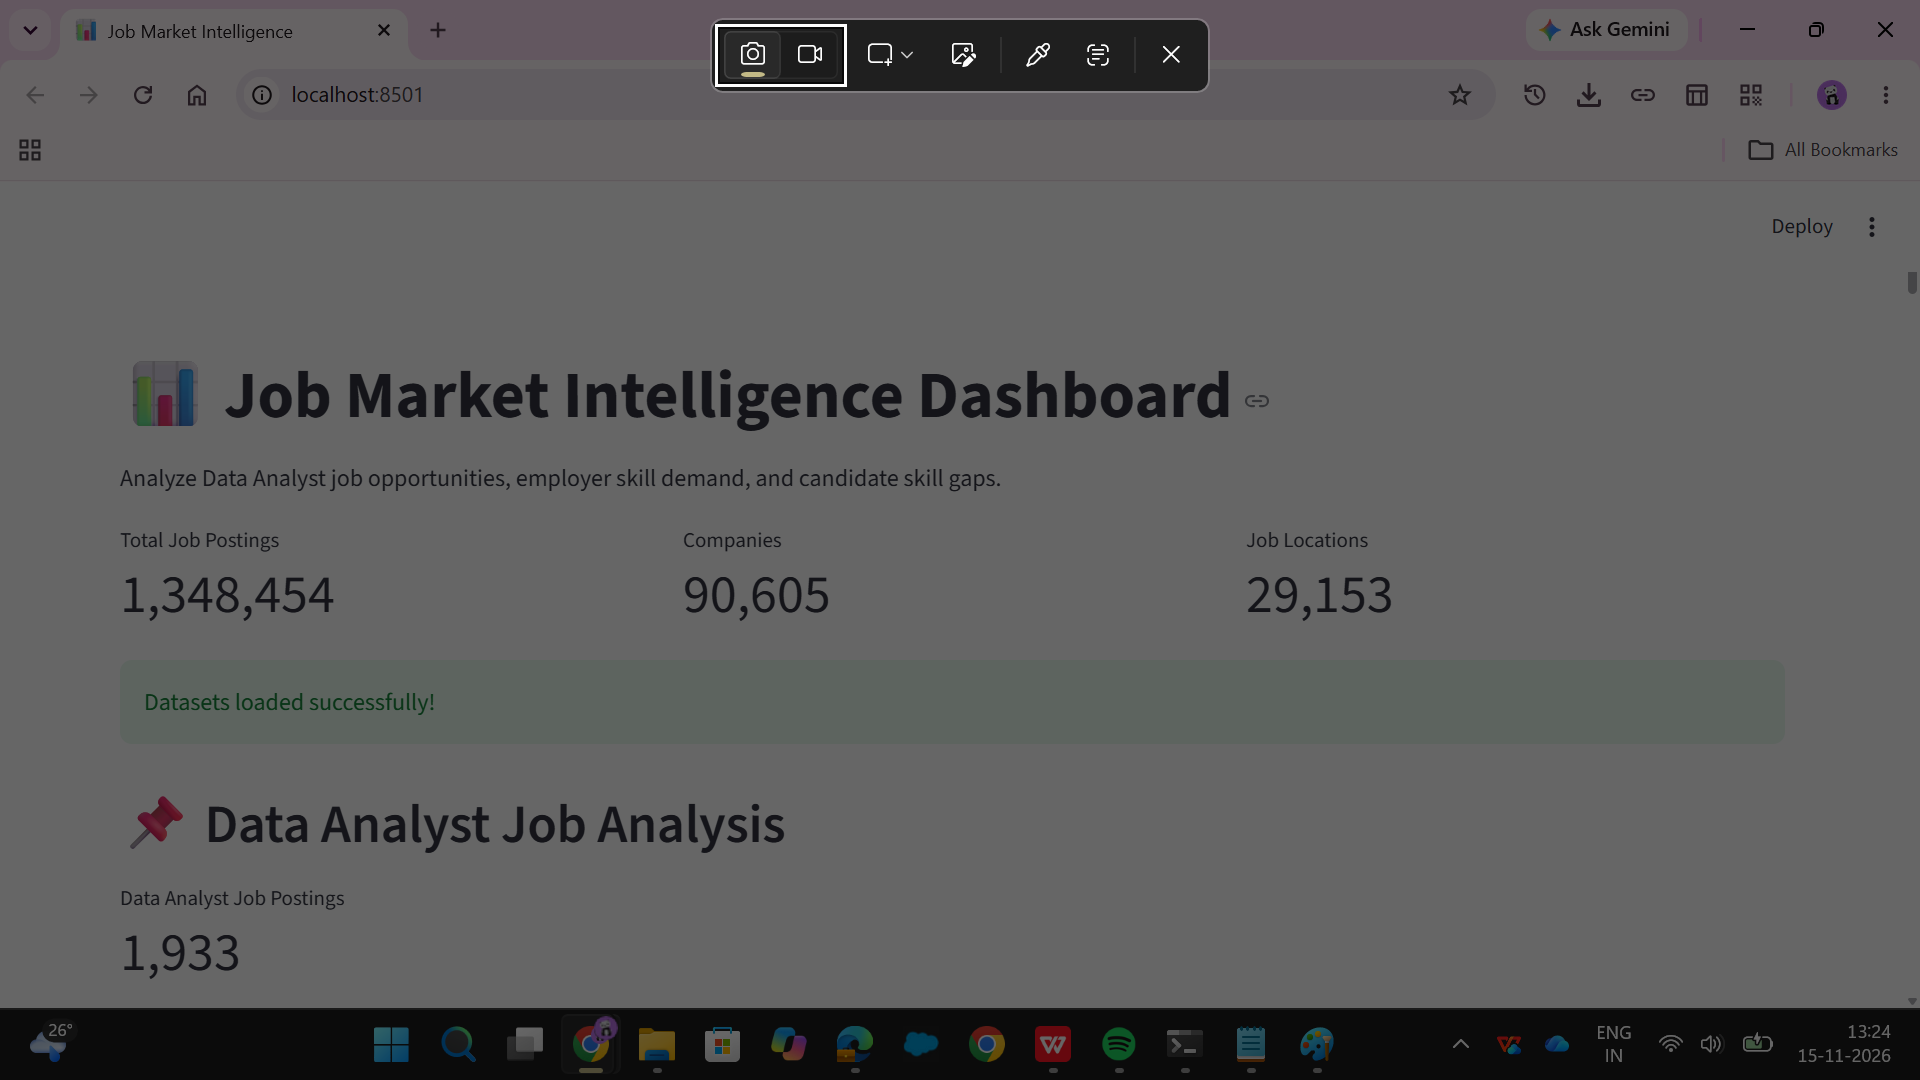 Job Market Intelligence
Ask Gemini
localhost:8501
All Bookmarks
Deploy
Job Market Intelligence Dashboard
Analyze Data Analyst job opportunities, employer skill demand, and candidate skill gaps.
Total Job Postings
1,348,454
Companies
90,605
Job Locations
29,153
Datasets loaded successfully!
Data Analyst Job Analysis
Data Analyst Job Postings
1,933
26°
ENG
IN
13:24
15-11-2026